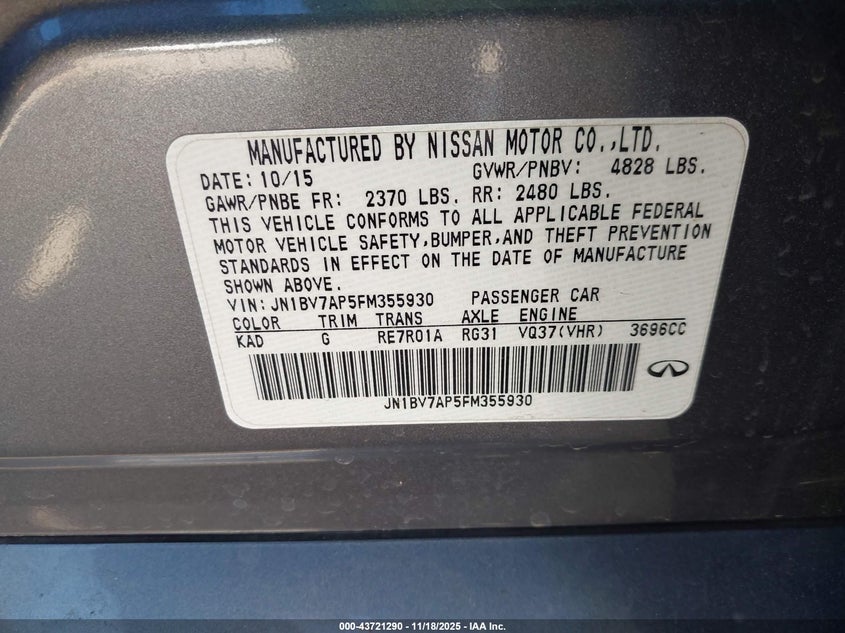 MANUFACTURED BY NISSAN MOTOR CO.,LTD.
DATE: 10/15 GVWR/PNBV: 4828 LBS.
GAWR/PNBE FR: 2370 LBS. RR: 2480 LBS.
THIS VEHICLE CONFORMS TO ALL APPLICABLE FEDERAL
MOTOR VEHICLE SAFETY,BUMPER,AND THEFT PREVENTION
STANDARDS IN EFFECT ON THE DATE OF MANUFACTURE
SHOWN ABOVE.
VIN: JN1BV7AP5FM355930 PASSENGER CAR
COLOR TRIM TRANS AXLE ENGINE
KAD G RE7R01A RG31 VQ37(VHR) 3696CC
JN1BV7AP5FM355930
000-43721290 - 11/18/2025 - IAA Inc.